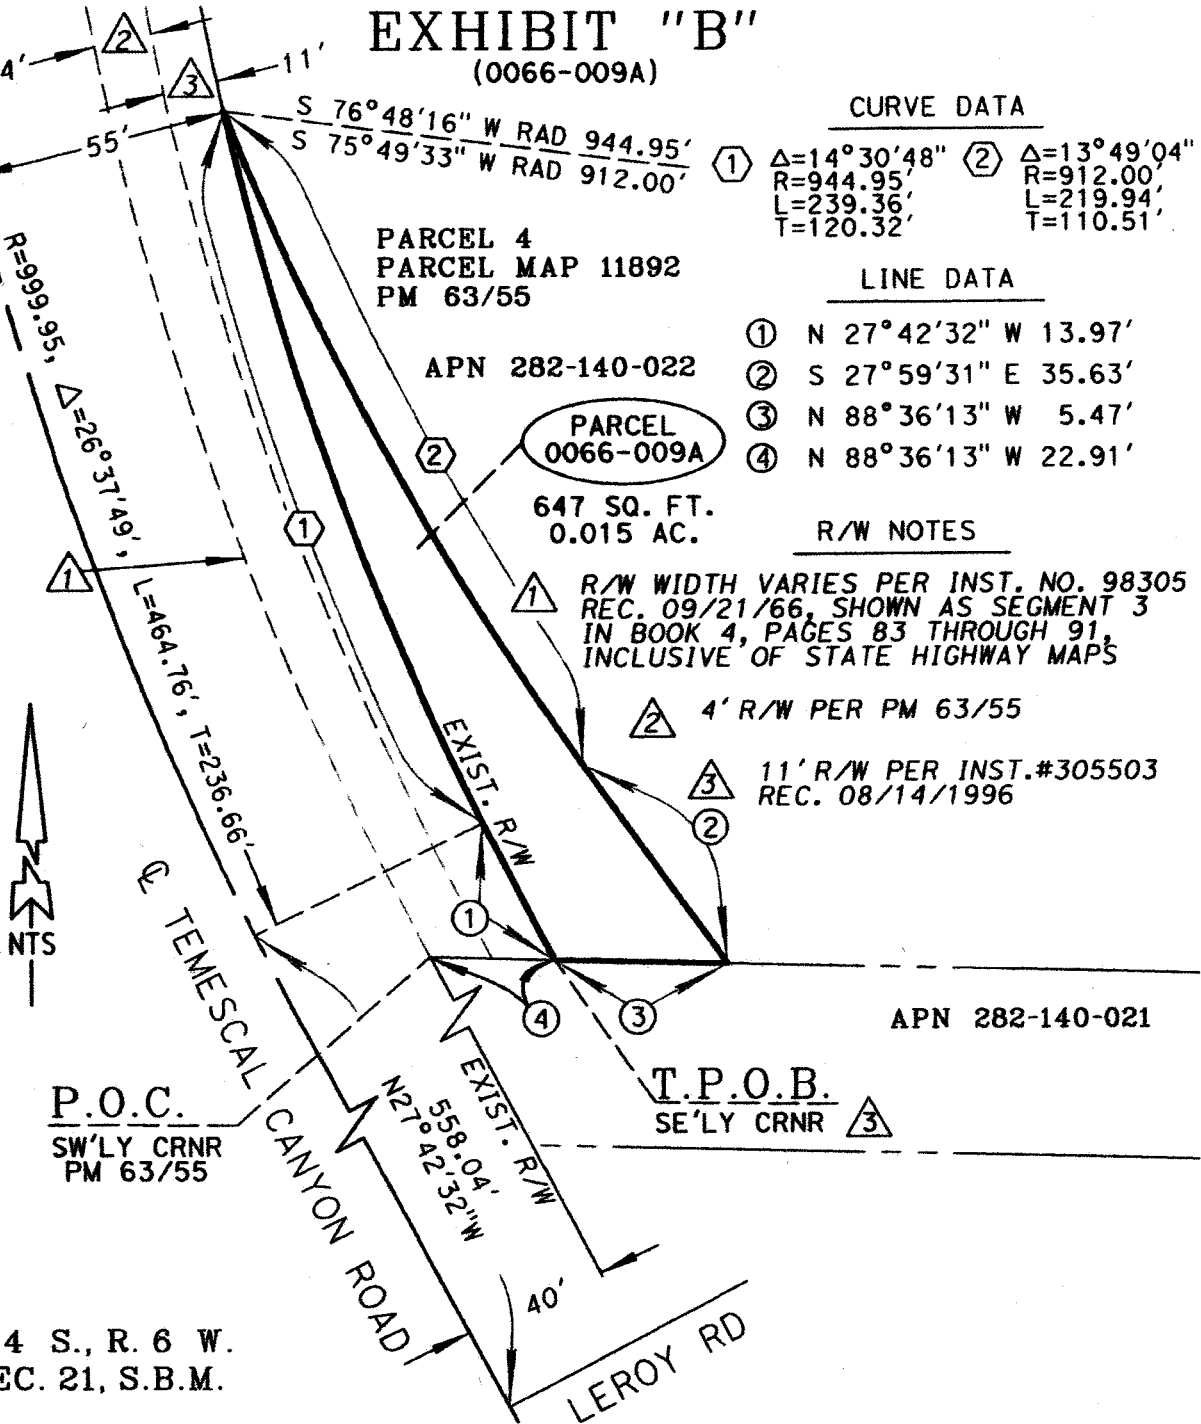 EXHIBIT "B"
(0066-009A)
2
4'
3
11'
55'
S 76°48'16" W RAD 944.95'
S 75°49'33" W RAD 912.00'
CURVE DATA
1 Δ=14°30'48"
R=944.95'
L=239.36'
T=120.32'
2 Δ=13°49'04"
R=912.00'
L=219.94'
T=110.51'
PARCEL 4
PARCEL MAP 11892
PM 63/55
APN 282-140-022
LINE DATA
1 N 27°42'32" W 13.97'
2 S 27°59'31" E 35.63'
3 N 88°36'13" W 5.47'
4 N 88°36'13" W 22.91'
PARCEL
0066-009A
647 SQ. FT.
0.015 AC.
R=999.95, Δ=26°37'49', L=464.76', T=236.66'
2
1
1
R/W NOTES
1 R/W WIDTH VARIES PER INST. NO. 98305
REC. 09/21/66, SHOWN AS SEGMENT 3
IN BOOK 4, PAGES 83 THROUGH 91,
INCLUSIVE OF STATE HIGHWAY MAPS
2 4' R/W PER PM 63/55
3 11' R/W PER INST.#305503
REC. 08/14/1996
EXIST. R/W
2
1
NTS
℄ TEMESCAL CANYON ROAD
4
3
APN 282-140-021
P.O.C.
SW'LY CRNR
PM 63/55
T.P.O.B.
SE'LY CRNR 3
EXIST. R/W
558.04'
N27°42'32"W
40'
LEROY RD
4 S., R. 6 W.
EC. 21, S.B.M.